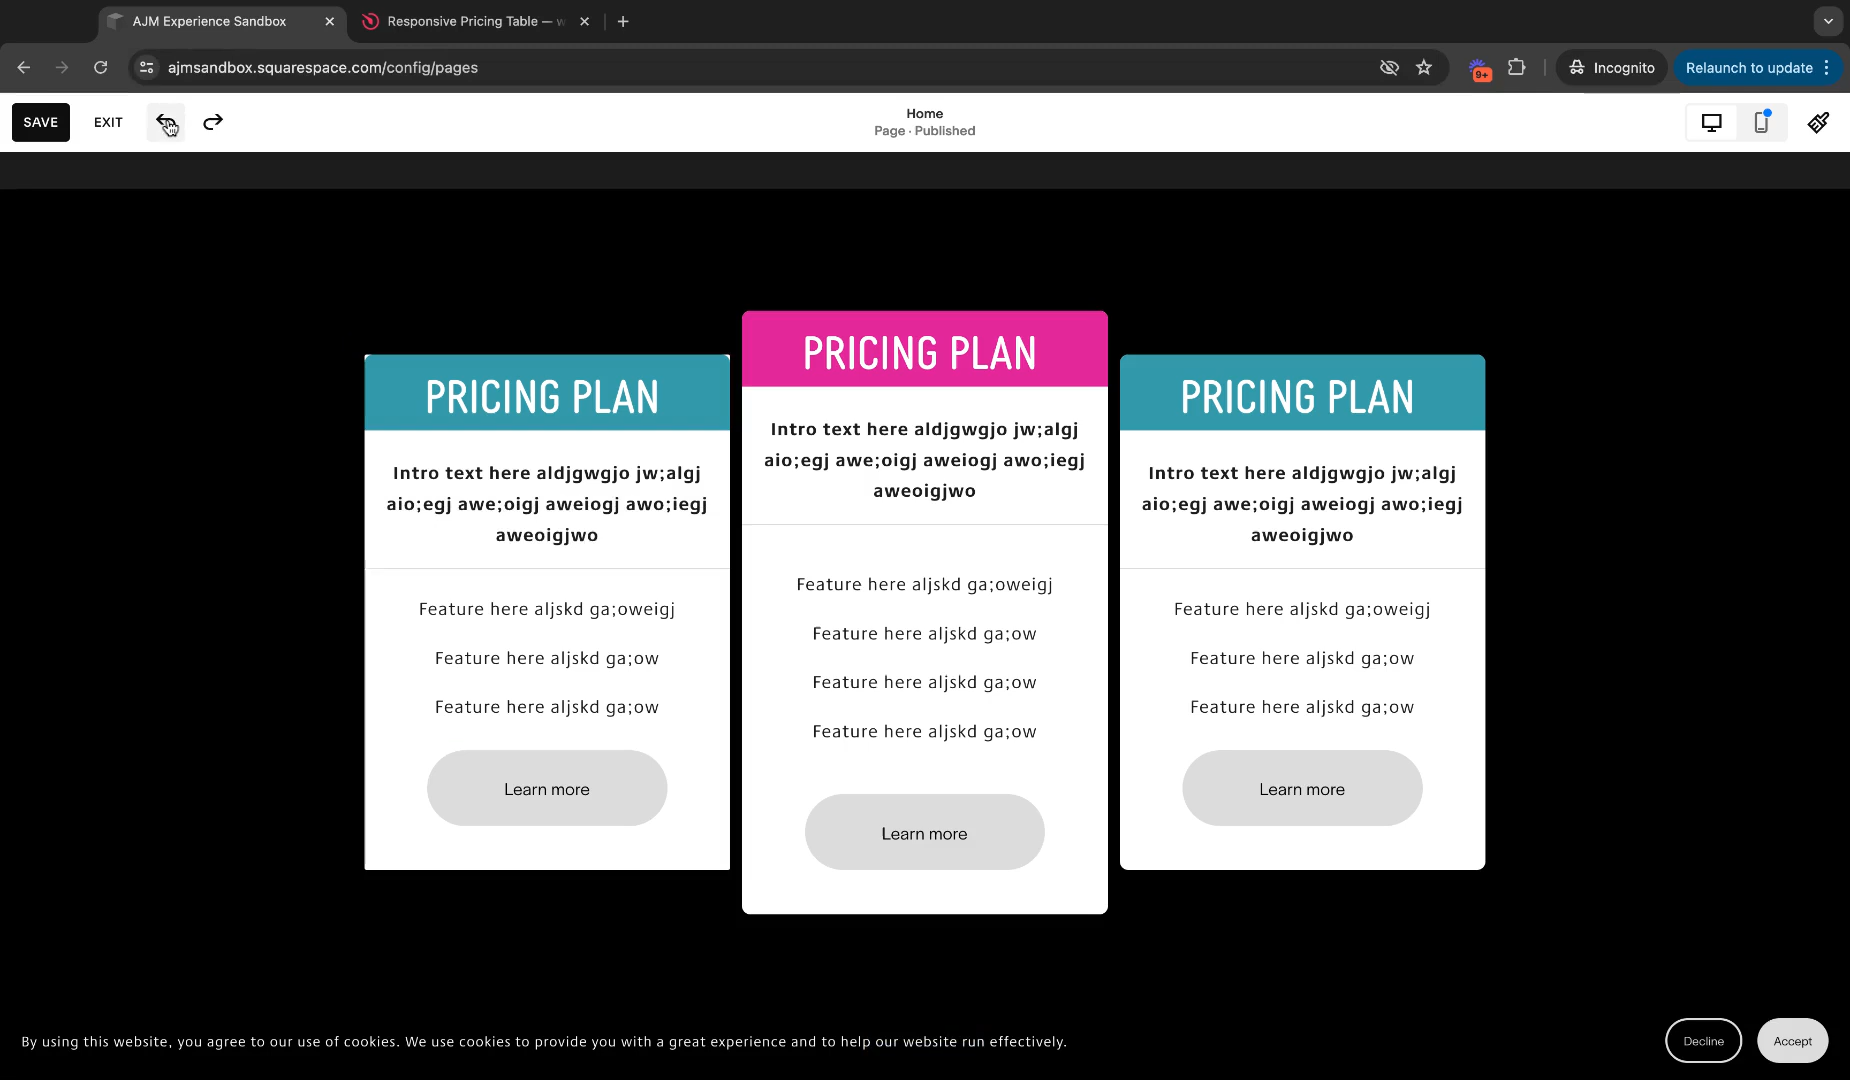 AJM Experience Sandbox
Responsive Pricing Table — w
ajmsandbox.squarespace.com/config/pages
9+
Incognito
Relaunch to update
SAVE
EXIT
Home
Page · Published
PRICING PLAN
Intro text here aldjgwgjo jw;algj
aio;egj awe;oigj aweiogj awo;iegj
aweoigjwo
Feature here aljskd ga;oweigj
Feature here aljskd ga;ow
Feature here aljskd ga;ow
Learn more
PRICING PLAN
Intro text here aldjgwgjo jw;algj
aio;egj awe;oigj aweiogj awo;iegj
aweoigjwo
Feature here aljskd ga;oweigj
Feature here aljskd ga;ow
Feature here aljskd ga;ow
Feature here aljskd ga;ow
Learn more
PRICING PLAN
Intro text here aldjgwgjo jw;algj
aio;egj awe;oigj aweiogj awo;iegj
aweoigjwo
Feature here aljskd ga;oweigj
Feature here aljskd ga;ow
Feature here aljskd ga;ow
Learn more
By using this website, you agree to our use of cookies. We use cookies to provide you with a great experience and to help our website run effectively.
Decline
Accept